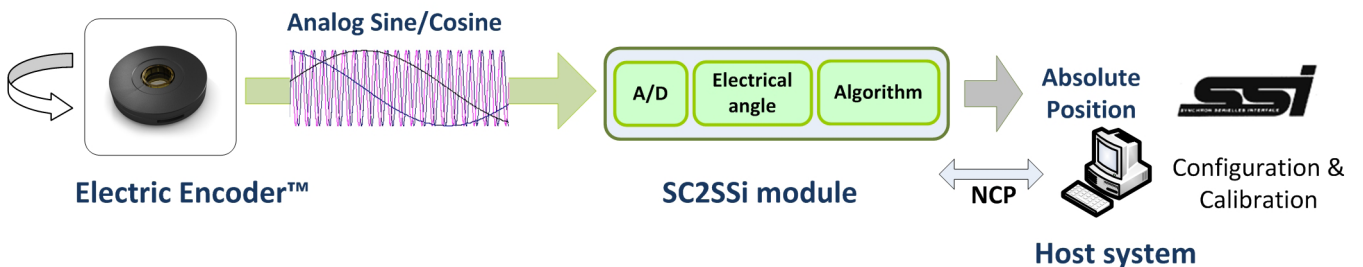 Analog Sine/Cosine
A/D
Electrical
angle
Algorithm
Absolute
Position
SSI
SYNCHRON SERIELLES INTERFACE
Electric Encoder™
SC2SSi module
NCP
Configuration &
Calibration
Host system